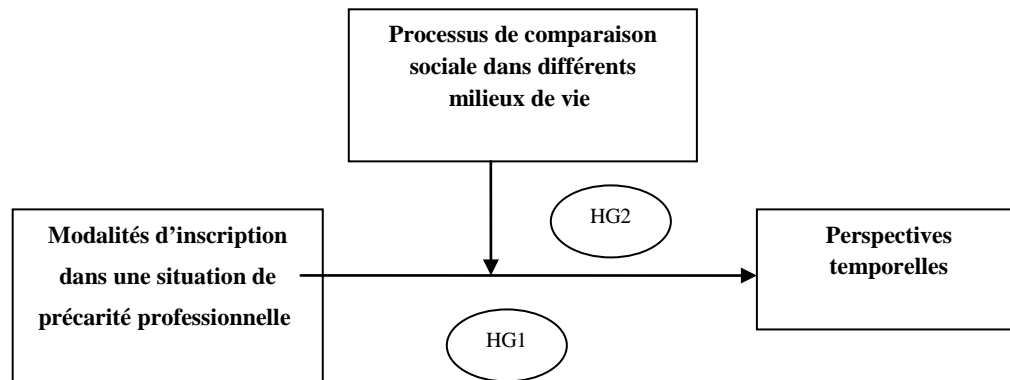 Processus de comparaison
sociale dans différents
milieux de vie
HG2
Modalités d'inscription
dans une situation de
précarité professionnelle
Perspectives
temporelles
HG1